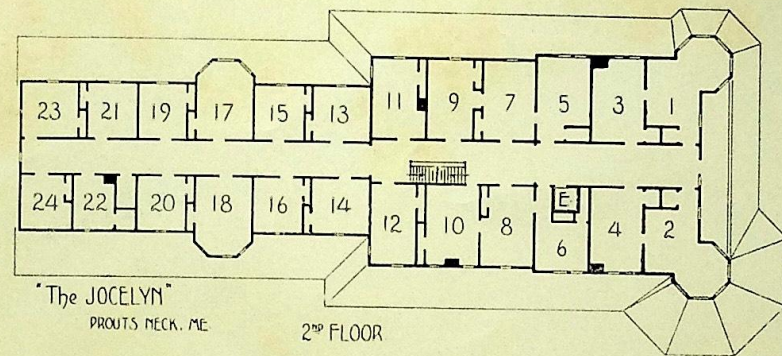 23 21 19 17 15 13 11 9 7 5 3 1
24 22 20 18 16 14 12 10 8 E 6 4 2
"The JOCELYN"
PROUTS NECK, ME
2ND FLOOR